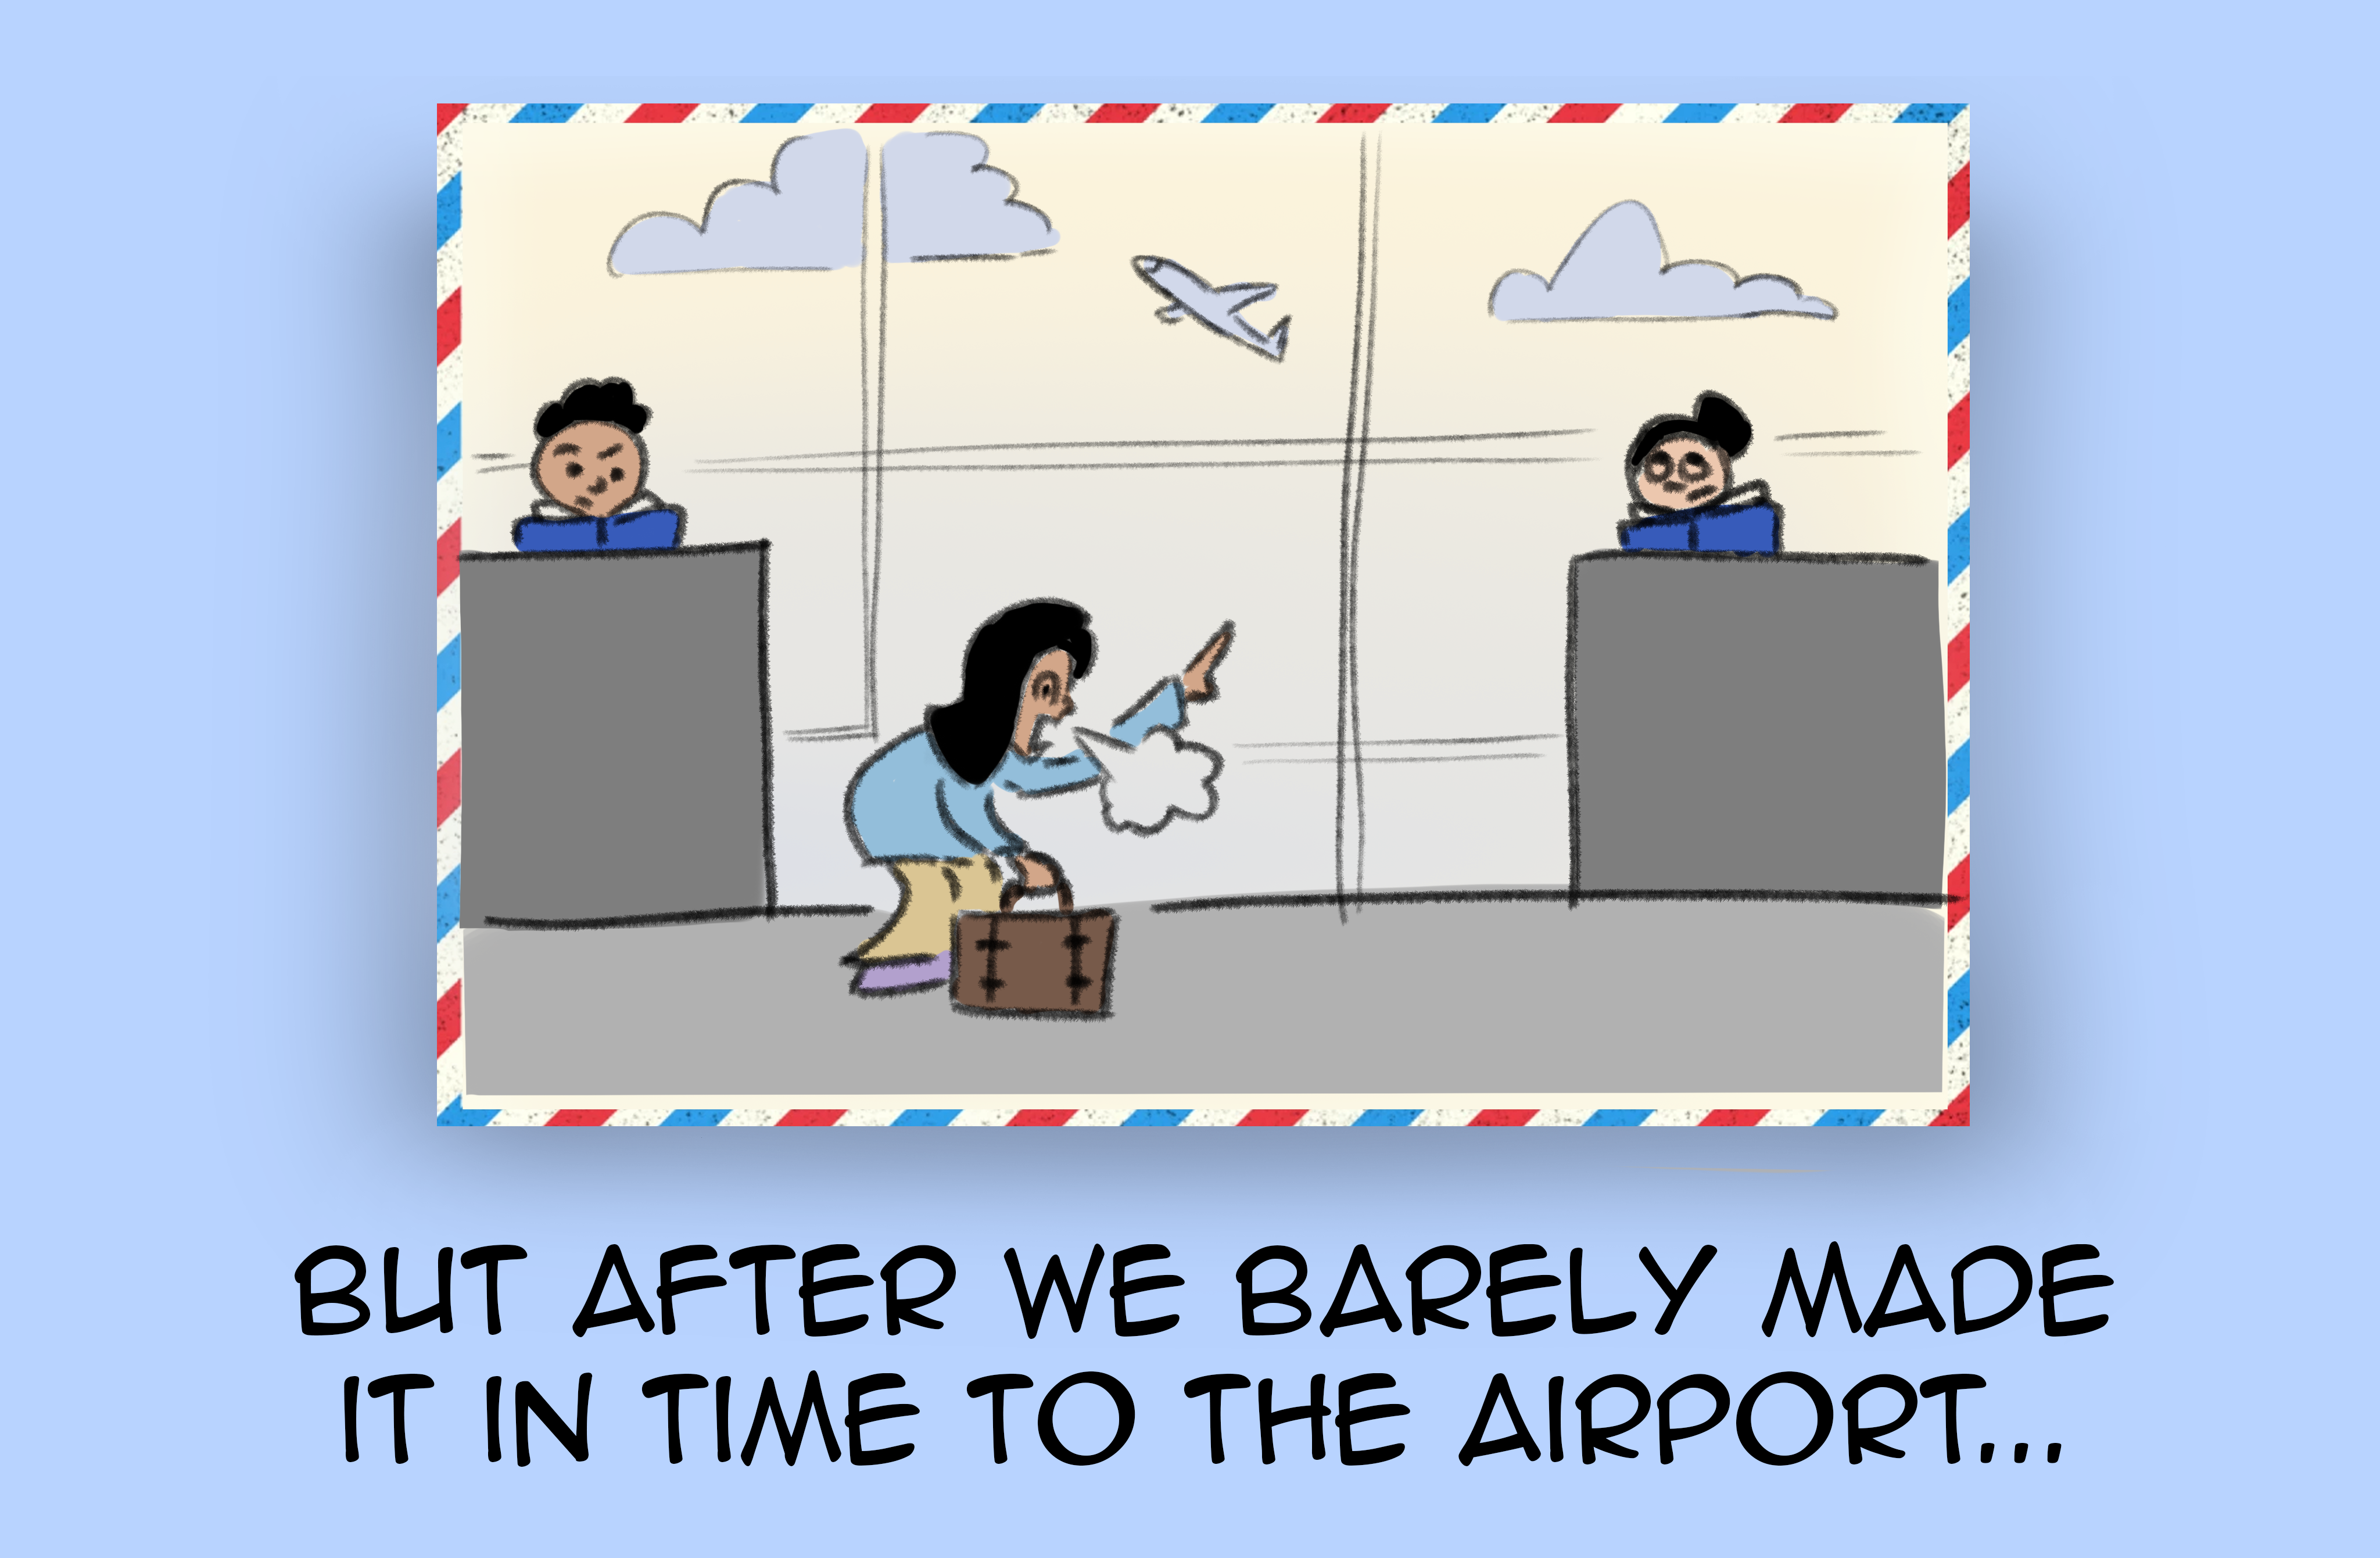 BUT AFTER WE BARELY MADE
IT IN TIME TO THE AIRPORT...